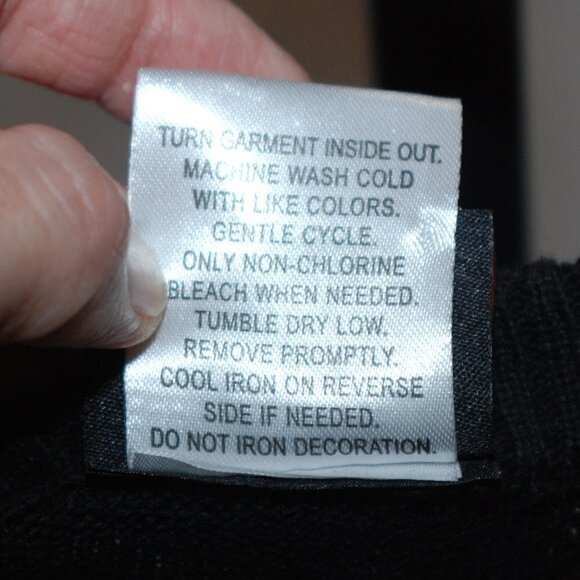 TURN GARMENT INSIDE OUT.
MACHINE WASH COLD
WITH LIKE COLORS.
GENTLE CYCLE.
ONLY NON-CHLORINE
BLEACH WHEN NEEDED.
TUMBLE DRY LOW.
REMOVE PROMPTLY.
COOL IRON ON REVERSE
SIDE IF NEEDED.
DO NOT IRON DECORATION.